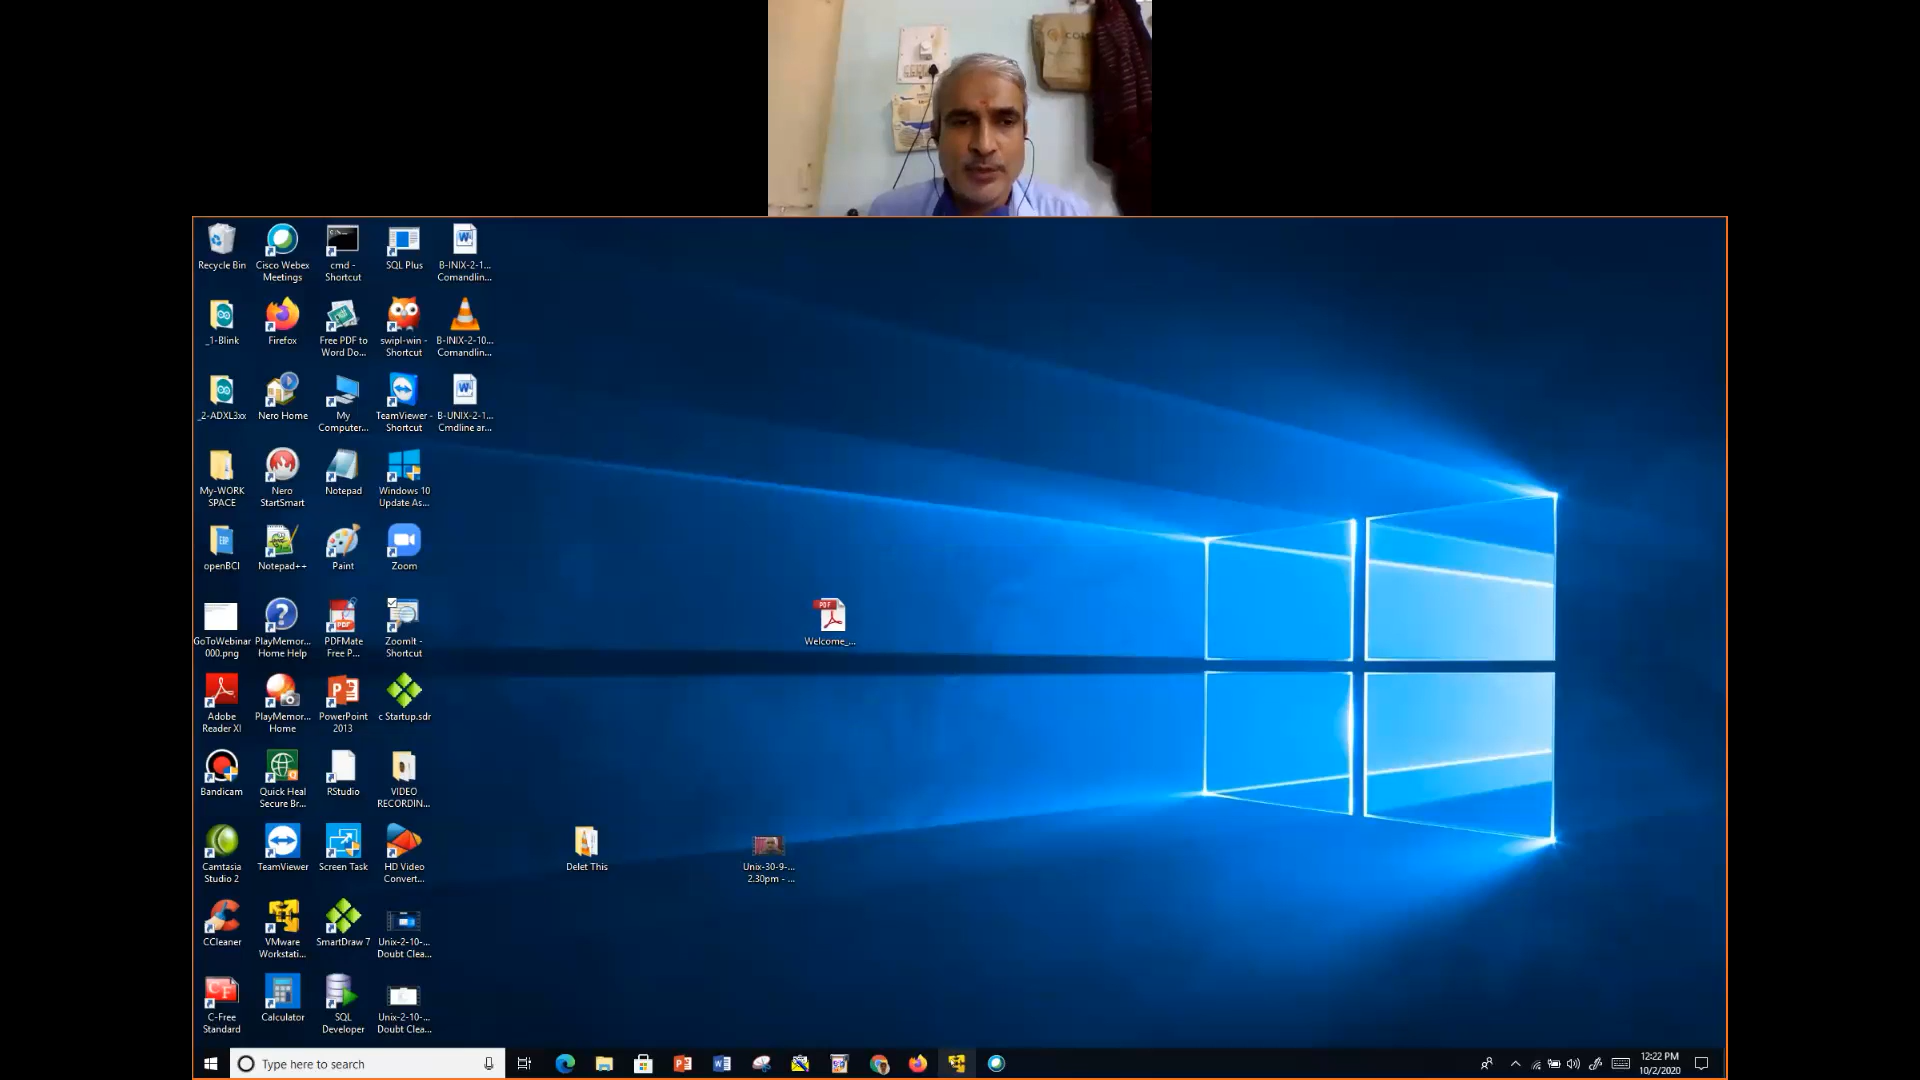 Recycle Bin
Cisco Webex
Meetings
cmd -
Shortcut
SQL Plus
B-INIX-2-1...
Comandlin...
_1-Blink
Firefox
Free PDF to
Word Do...
swipl-win -
Shortcut
B-INIX-2-10...
Comandlin...
_2-ADXL3xx
Nero Home
My
Computer...
TeamViewer -
Shortcut
B-UNIX-2-1...
Cmdline ar...
My-WORK
SPACE
Nero
StartSmart
Notepad
Windows 10
Update As...
openBCI
Notepad++
Paint
Zoom
GoToWebinar
000.png
PlayMemor...
Home Help
PDFMate
Free P...
ZoomIt -
Shortcut
PDF
Welcome_...
Adobe
Reader XI
PlayMemor...
Home
PowerPoint
2013
c Startup.sdr
Bandicam
Quick Heal
Secure Br...
RStudio
VIDEO
RECORDIN...
Camtasia
Studio 2
TeamViewer
Screen Task
HD Video
Convert...
Delet This
Unix-30-9-...
2.30pm - ...
CCleaner
VMware
Workstati...
SmartDraw 7
Unix-2-10-...
Doubt Clea...
C-Free
Standard
Calculator
SQL
Developer
Unix-2-10-...
Doubt Clea...
Type here to search
12:22 PM
10/2/2020